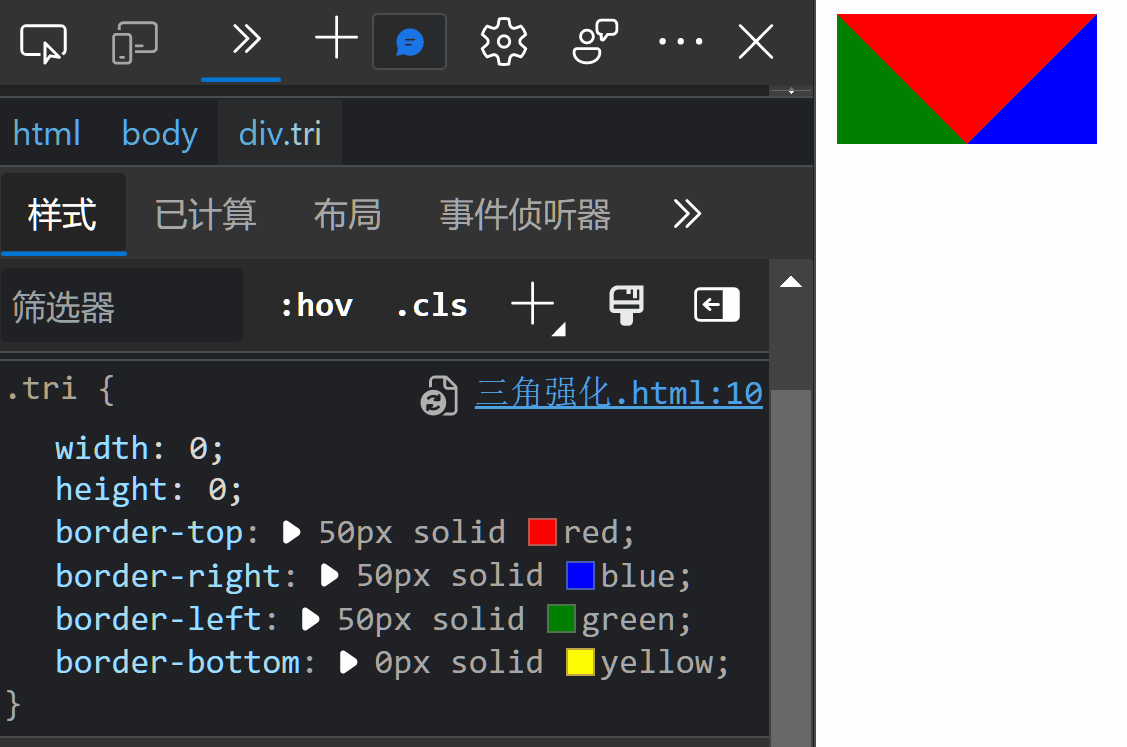 html body div.tri
样式 已计算 布局 事件侦听器
筛选器 :hov .cls
.tri { 三角强化.html:10
width: 0;
height: 0;
border-top: 50px solid red;
border-right: 50px solid blue;
border-left: 50px solid green;
border-bottom: 0px solid yellow;
}